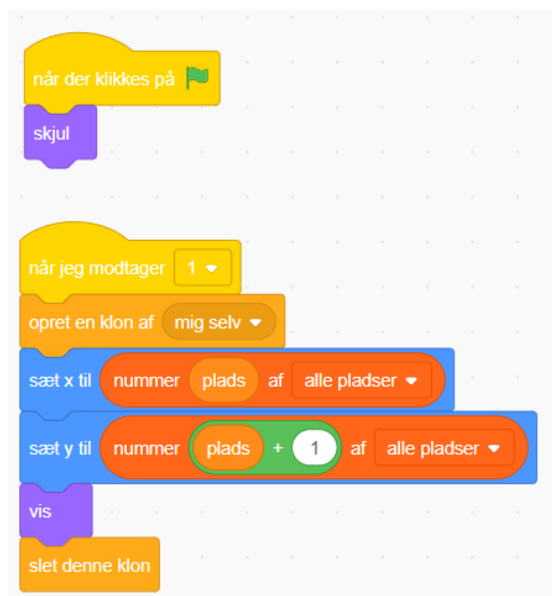 når der klikkes på
skjul
når jeg modtager 1
opret en klon af mig selv
sæt x til nummer plads af alle pladser
sæt y til nummer plads + 1 af alle pladser
vis
slet denne klon